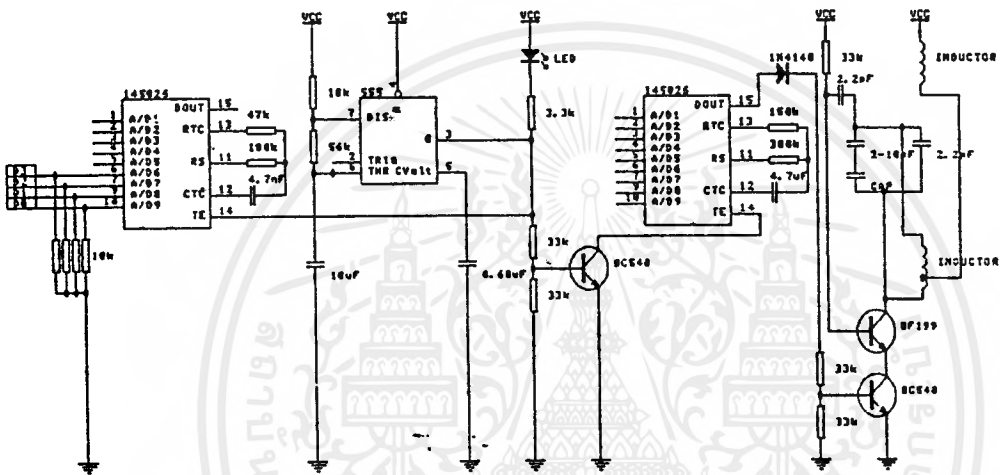 VCC
VCC
VCC
VCC
VCC
145026
A/D1
A/D2
A/D3
A/D4
A/D5
A/D6
A/D7
A/D8
A/D9
DOUT
RTC
RS
CTC
TE
15
13
11
12
14
47k
4.7nF
10k
18k
56k
10uF
555
DIS
Q
TRIG
THR CVolt
7
3
5
LED
3.3k
33k
33k
BC548
145026
A/D1
A/D2
A/D3
A/D4
A/D5
A/D6
A/D7
A/D8
A/D9
DOUT
RTC
RS
CTC
TE
15
13
11
12
14
150k
4.7uF
1N4148
33k
2.2pF
2-10pF
CAP
2.2pF
INDUCTOR
INDUCTOR
BF199
33k
BC548
33k